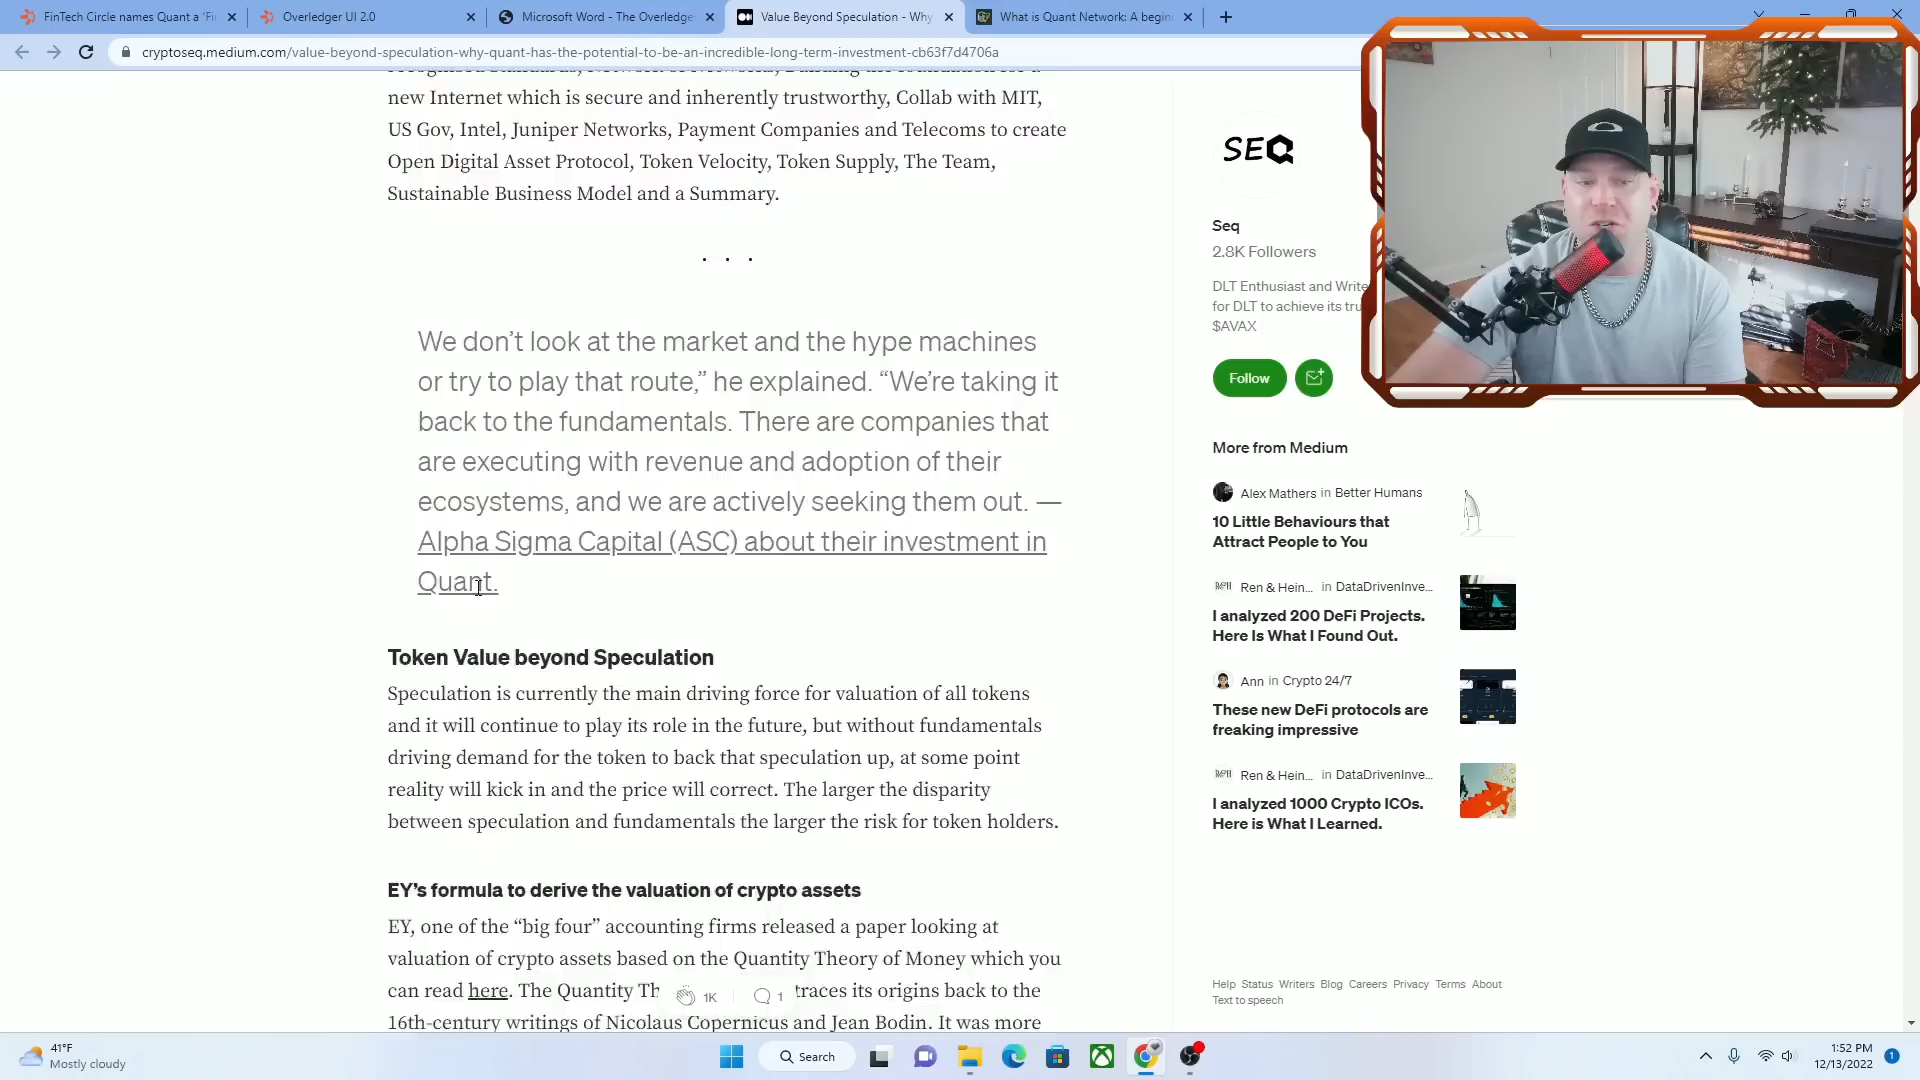 FinTech Circle names Quant a 'Fi
Overledger UI 2.0
Microsoft Word - The Overledge
Value Beyond Speculation - Why
What is Quant Network: A begin
cryptoseq.medium.com/value-beyond-speculation-why-quant-has-the-potential-to-be-an-incredible-long-term-investment-cb63f7d4706a
new Internet which is secure and inherently trustworthy, Collab with MIT,
US Gov, Intel, Juniper Networks, Payment Companies and Telecoms to create
Open Digital Asset Protocol, Token Velocity, Token Supply, The Team,
Sustainable Business Model and a Summary.
. . .
We don't look at the market and the hype machines
or try to play that route,” he explained. “We're taking it
back to the fundamentals. There are companies that
are executing with revenue and adoption of their
ecosystems, and we are actively seeking them out. —
Alpha Sigma Capital (ASC) about their investment in
Quant.
Token Value beyond Speculation
Speculation is currently the main driving force for valuation of all tokens
and it will continue to play its role in the future, but without fundamentals
driving demand for the token to back that speculation up, at some point
reality will kick in and the price will correct. The larger the disparity
between speculation and fundamentals the larger the risk for token holders.
EY's formula to derive the valuation of crypto assets
EY, one of the “big four” accounting firms released a paper looking at
valuation of crypto assets based on the Quantity Theory of Money which you
can read here. The Quantity Th traces its origins back to the
1K 1
16th-century writings of Nicolaus Copernicus and Jean Bodin. It was more
SEQ
Seq
2.8K Followers
DLT Enthusiast and Write
for DLT to achieve its tru
$AVAX
Follow
More from Medium
Alex Mathers in Better Humans
10 Little Behaviours that
Attract People to You
Ren & Hein... in DataDrivenInve...
I analyzed 200 DeFi Projects.
Here Is What I Found Out.
Ann in Crypto 24/7
These new DeFi protocols are
freaking impressive
Ren & Hein... in DataDrivenInve...
I analyzed 1000 Crypto ICOs.
Here is What I Learned.
Help Status Writers Blog Careers Privacy Terms About
Text to speech
41°F
Mostly cloudy
Search
1:52 PM
12/13/2022
1